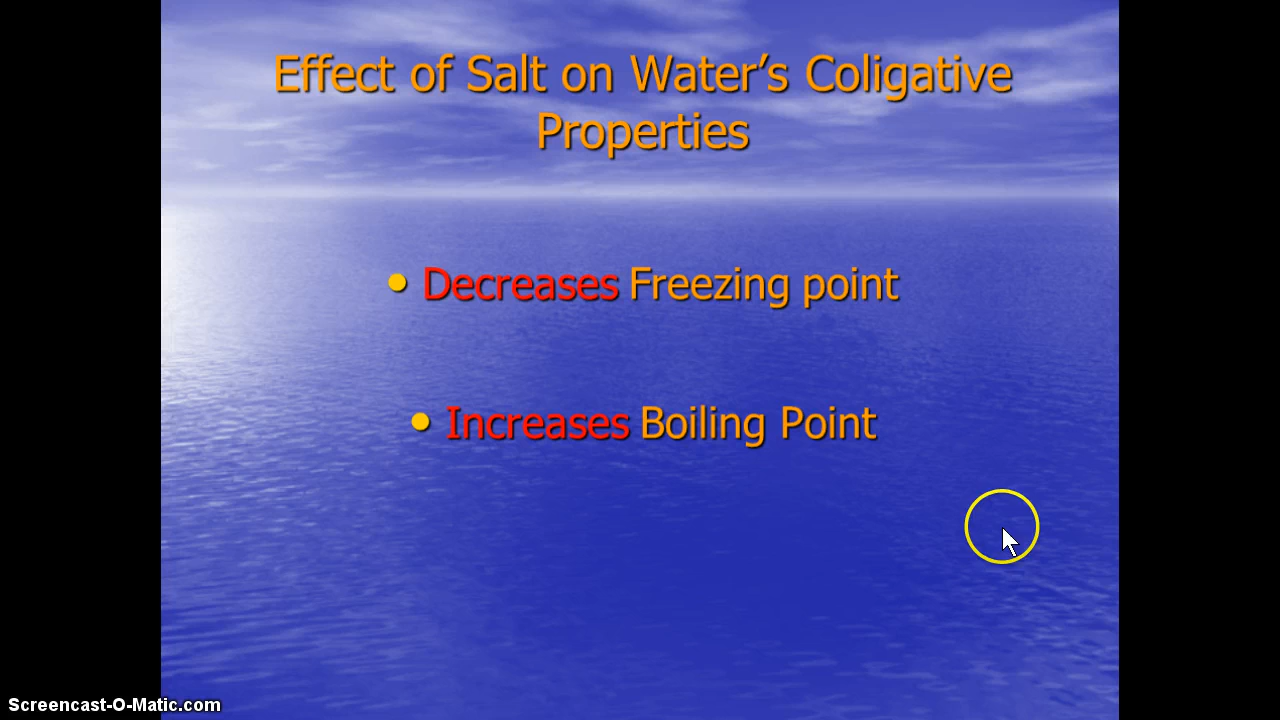 Effect of Salt on Water’s Coligative
Properties
• Decreases Freezing point
• Increases Boiling Point
Screencast-O-Matic.com